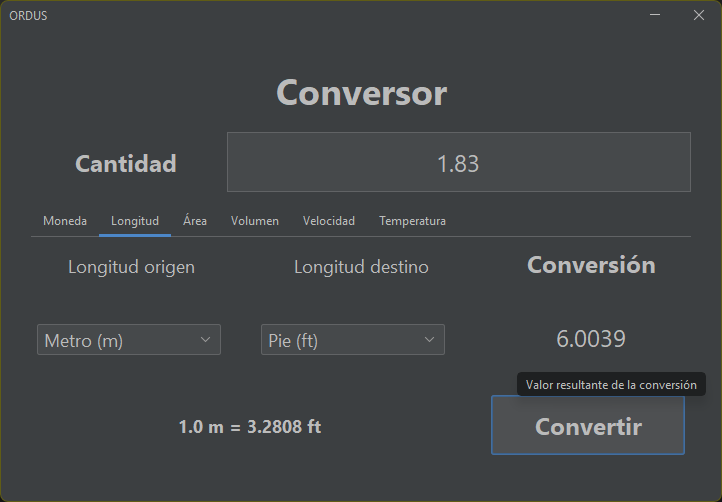 ORDUS
Conversor
Cantidad 1.83
Moneda Longitud Área Volumen Velocidad Temperatura
Longitud origen Longitud destino Conversión
Metro (m) Pie (ft) 6.0039
Valor resultante de la conversión
1.0 m = 3.2808 ft Convertir